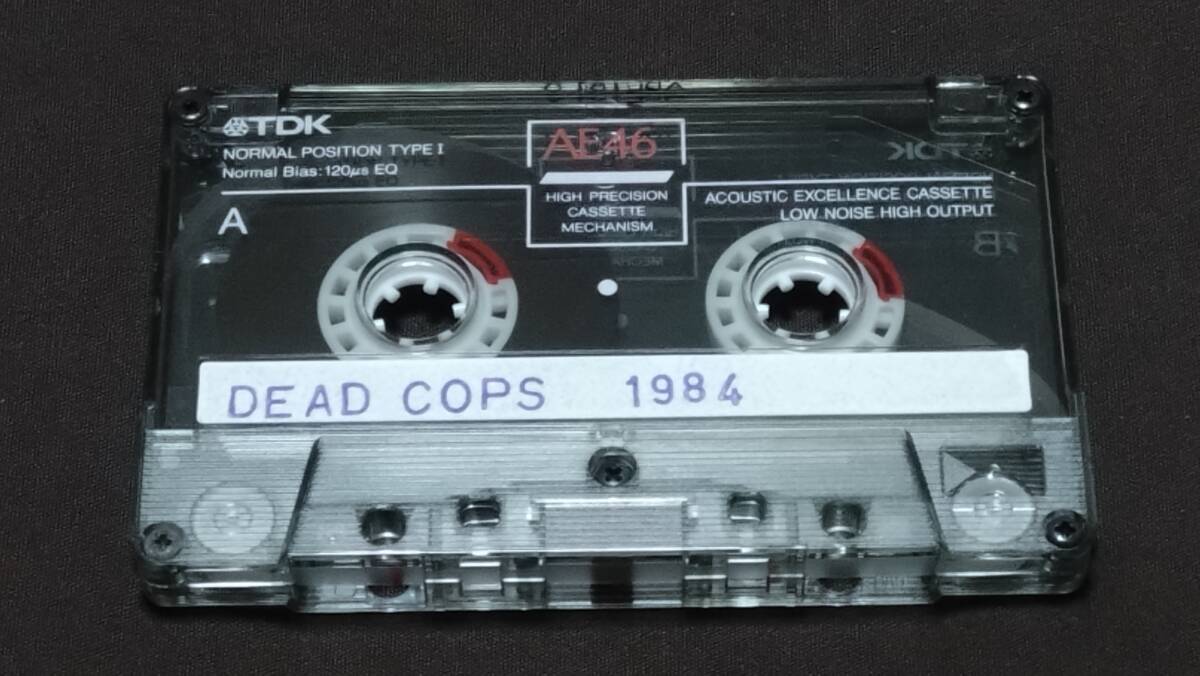 TDK
AE46
NORMAL POSITION TYPE I
Normal Bias: 120µs EQ
A
HIGH PRECISION
CASSETTE
MECHANISM
ACOUSTIC EXCELLENCE CASSETTE
LOW NOISE HIGH OUTPUT
DEAD COPS 1984